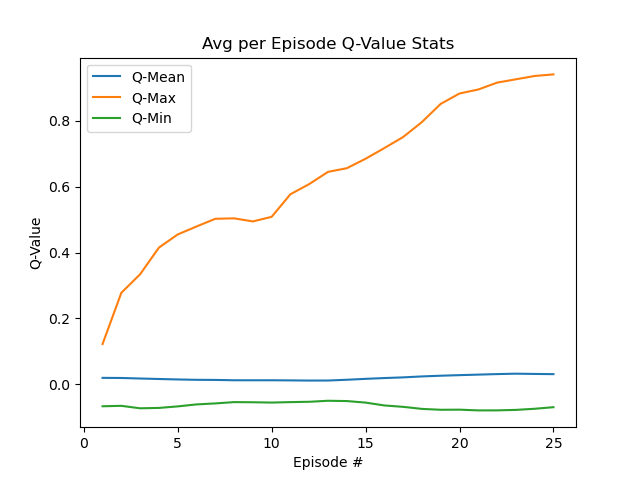 Avg per Episode Q-Value Stats
Q-Mean
Q-Max
Q-Min
Q-Value
0.8
0.6
0.4
0.2
0.0
0 5 10 15 20 25
Episode #